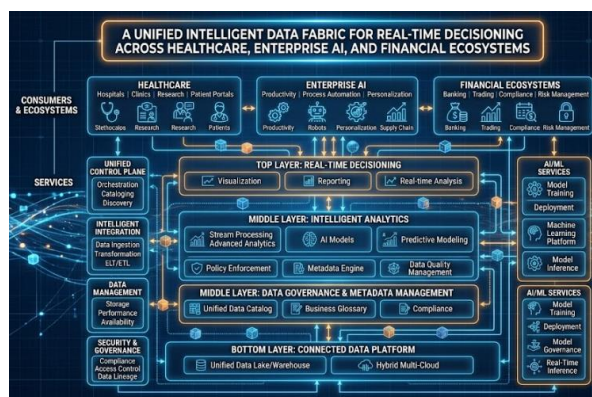 A UNIFIED INTELLIGENT DATA FABRIC FOR REAL-TIME DECISIONING
ACROSS HEALTHCARE, ENTERPRISE AI, AND FINANCIAL ECOSYSTEMS
CONSUMERS
& ECOSYSTEMS
HEALTHCARE
Hospitals | Clinics | Research | Patient Portals
Stethocalps Research Research Patients
ENTERPRISE AI
Productivity | Process Automation | Personalization
Productivity Robots Personalization Supply Chain
FINANCIAL ECOSYSTEMS
Banking | Trading | Compliance | Risk Management
Banking Trading Compliance Risk Management
SERVICES
UNIFIED
CONTROL PLANE
Orchestration
Cataloging
Discovery
INTELLIGENT
INTEGRATION
Data Ingestion
Transformation
ELT/ETL
DATA
MANAGEMENT
Storage
Performance
Availability
SECURITY &
GOVERNANCE
Compliance
Access Control
Data Lineage
TOP LAYER: REAL-TIME DECISIONING
Visualization Reporting Real-time Analysis
MIDDLE LAYER: INTELLIGENT ANALYTICS
Stream Processing
Advanced Analytics
AI Models
Predictive Modeling
Policy Enforcement
Metadata Engine
Data Quality
Management
MIDDLE LAYER: DATA GOVERNANCE & METADATA MANAGEMENT
Unified Data Catalog Business Glossary Compliance
BOTTOM LAYER: CONNECTED DATA PLATFORM
Unified Data Lake/Warehouse Hybrid Multi-Cloud
AI/ML
SERVICES
Model
Training
Deployment
Machine
Learning
Platform
Model
Inference
AI/ML SERVICES
Model
Training
Deployment
Model
Governance
Real-Time
Inference